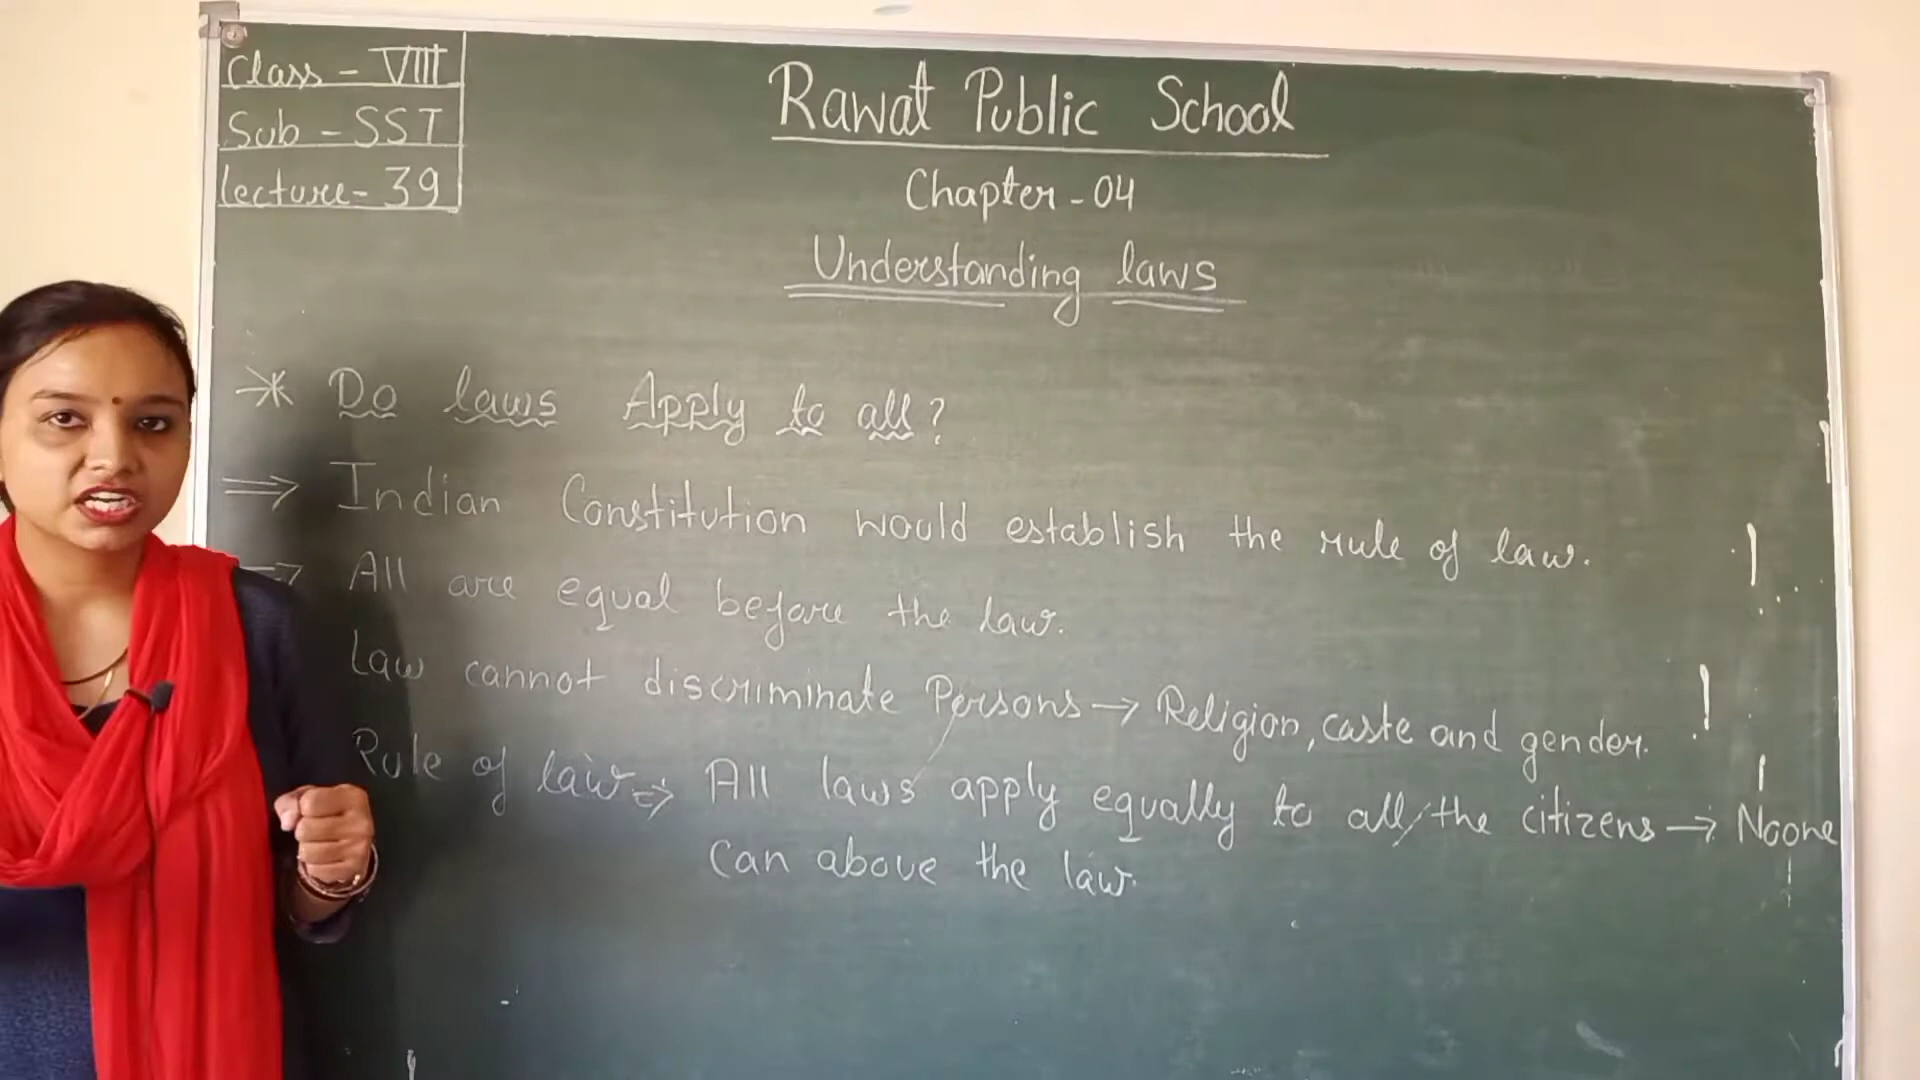 Class - VIII
Sub - SST
Lecture - 39
Rawat Public School
Chapter - 04
Understanding laws
* Do laws Apply to all?
⇒ Indian Constitution would establish the rule of law.
⇒ All are equal before the law.
Law cannot discriminate Persons → Religion, caste and gender.
Rule of law ⇒ All laws apply equally to all/the citizens → Noone
Can above the law.